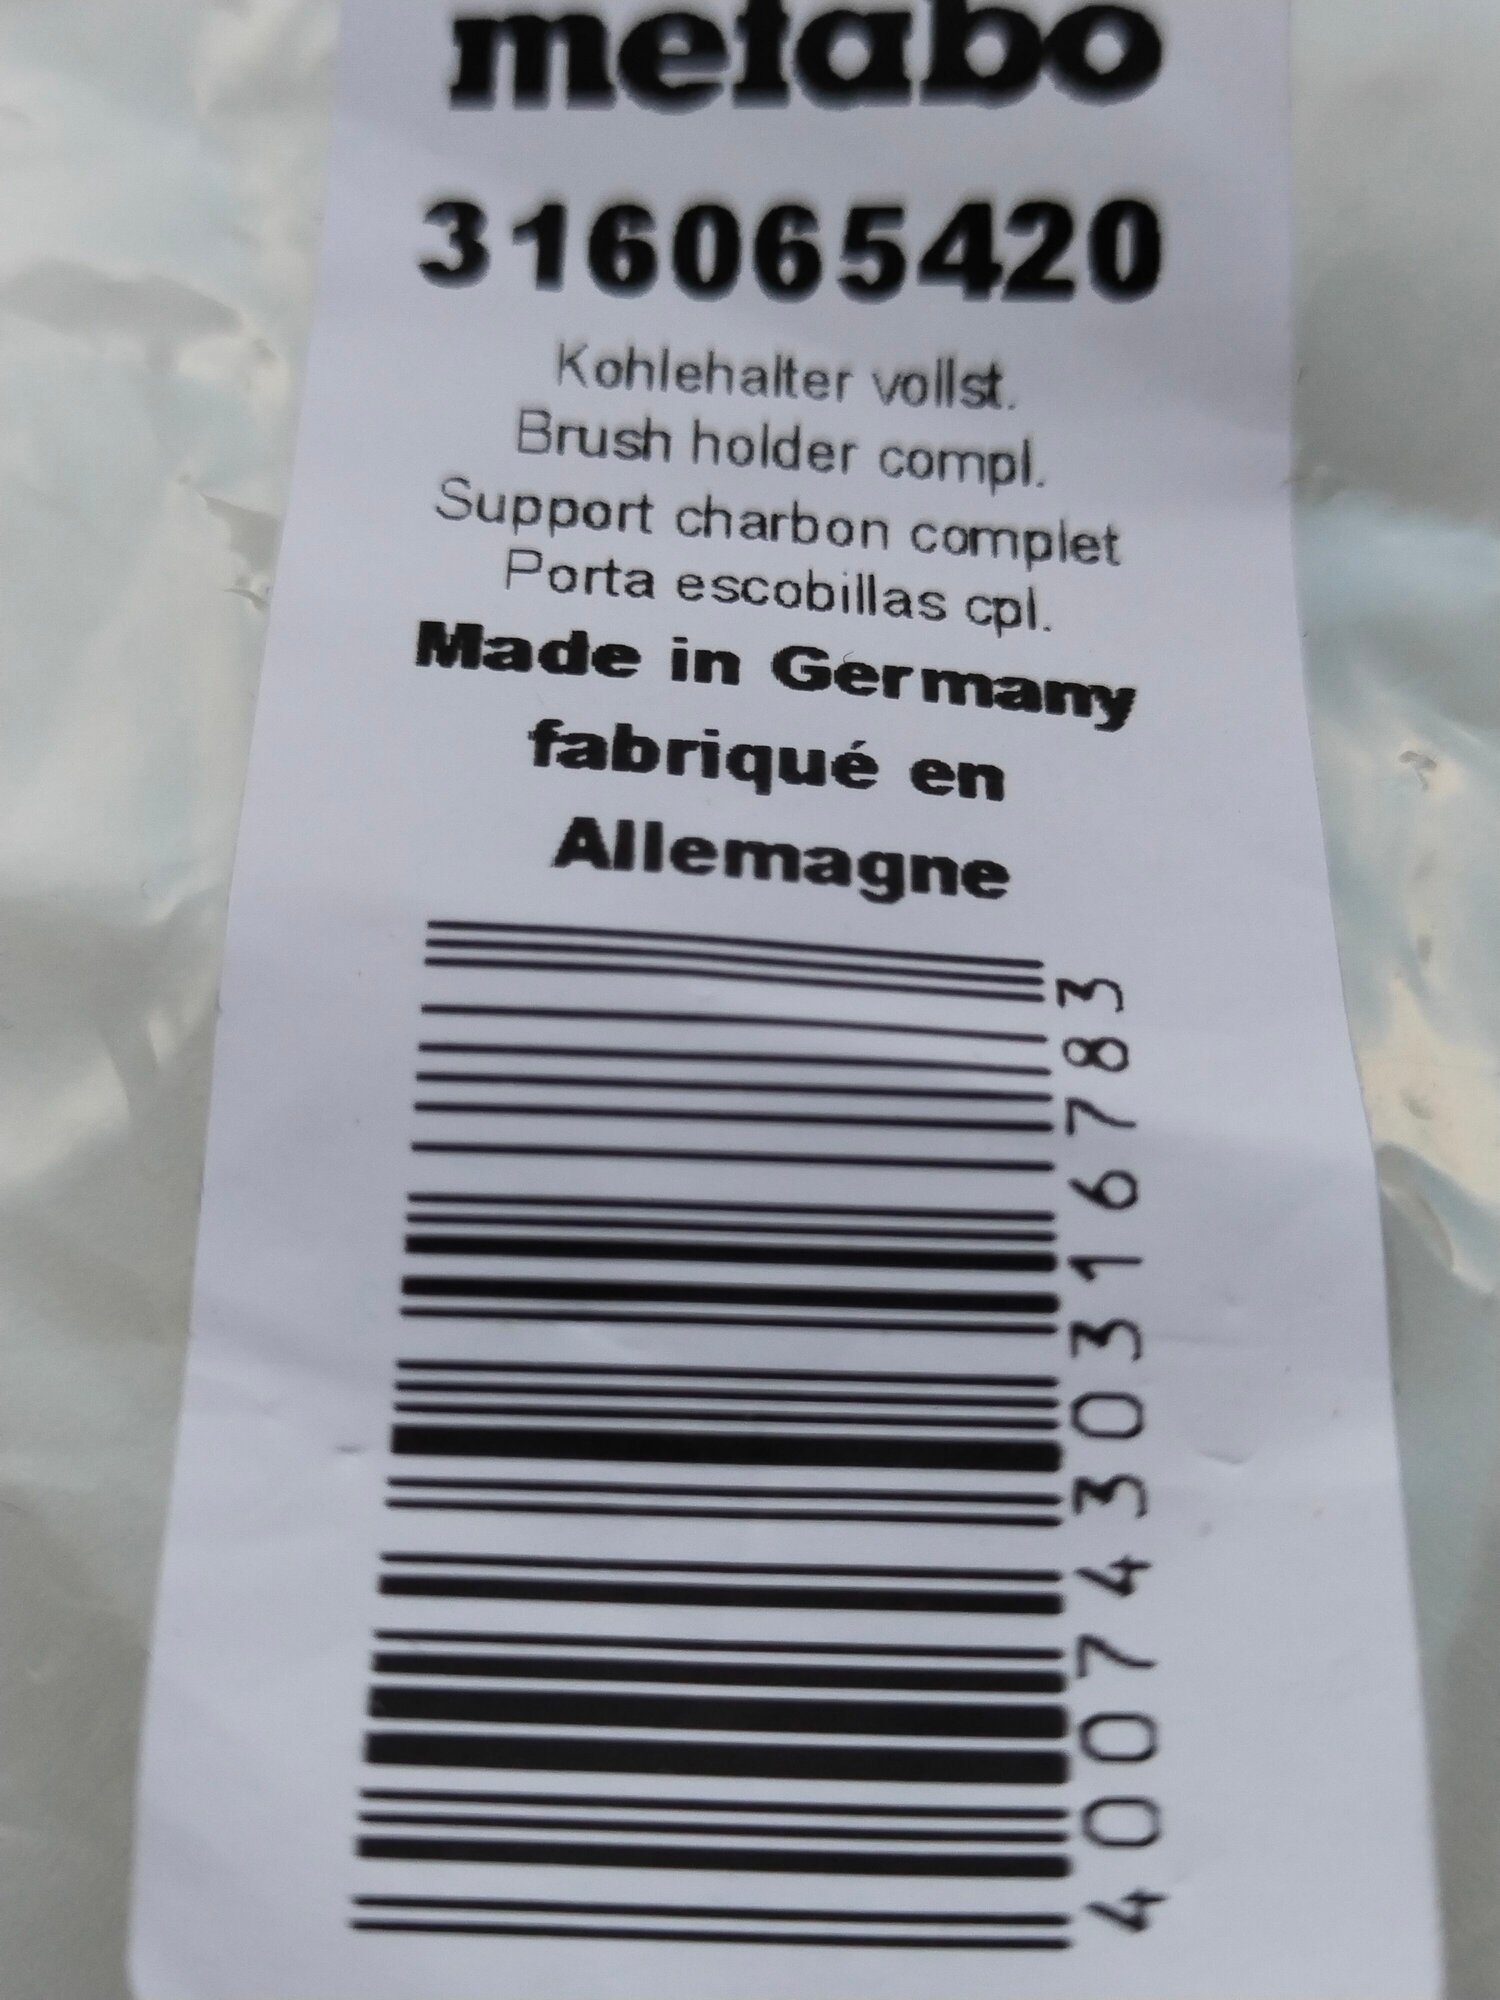 metabo
316065420
Kohlehalter vollst.
Brush holder compl.
Support charbon complet
Porta escobillas cpl.
Made in Germany
fabriqué en
Allemagne
4007430316783